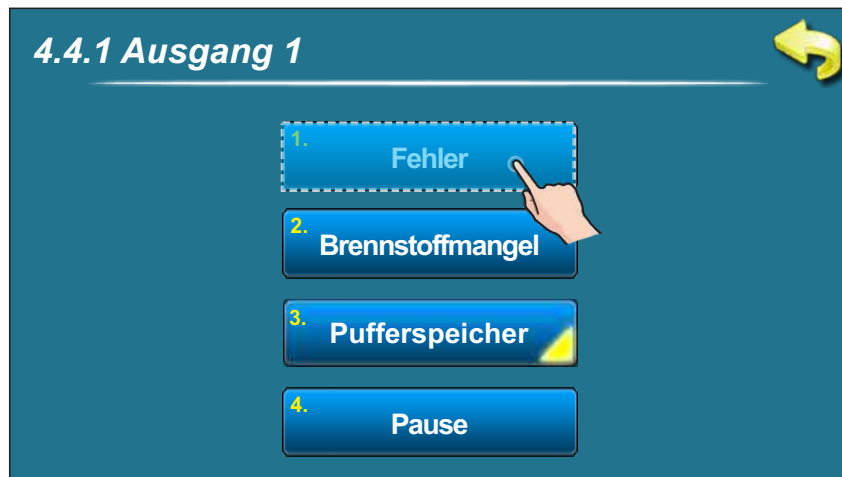 4.4.1 Ausgang 1
1.
Fehler
2.
Brennstoffmangel
3.
Pufferspeicher
4.
Pause